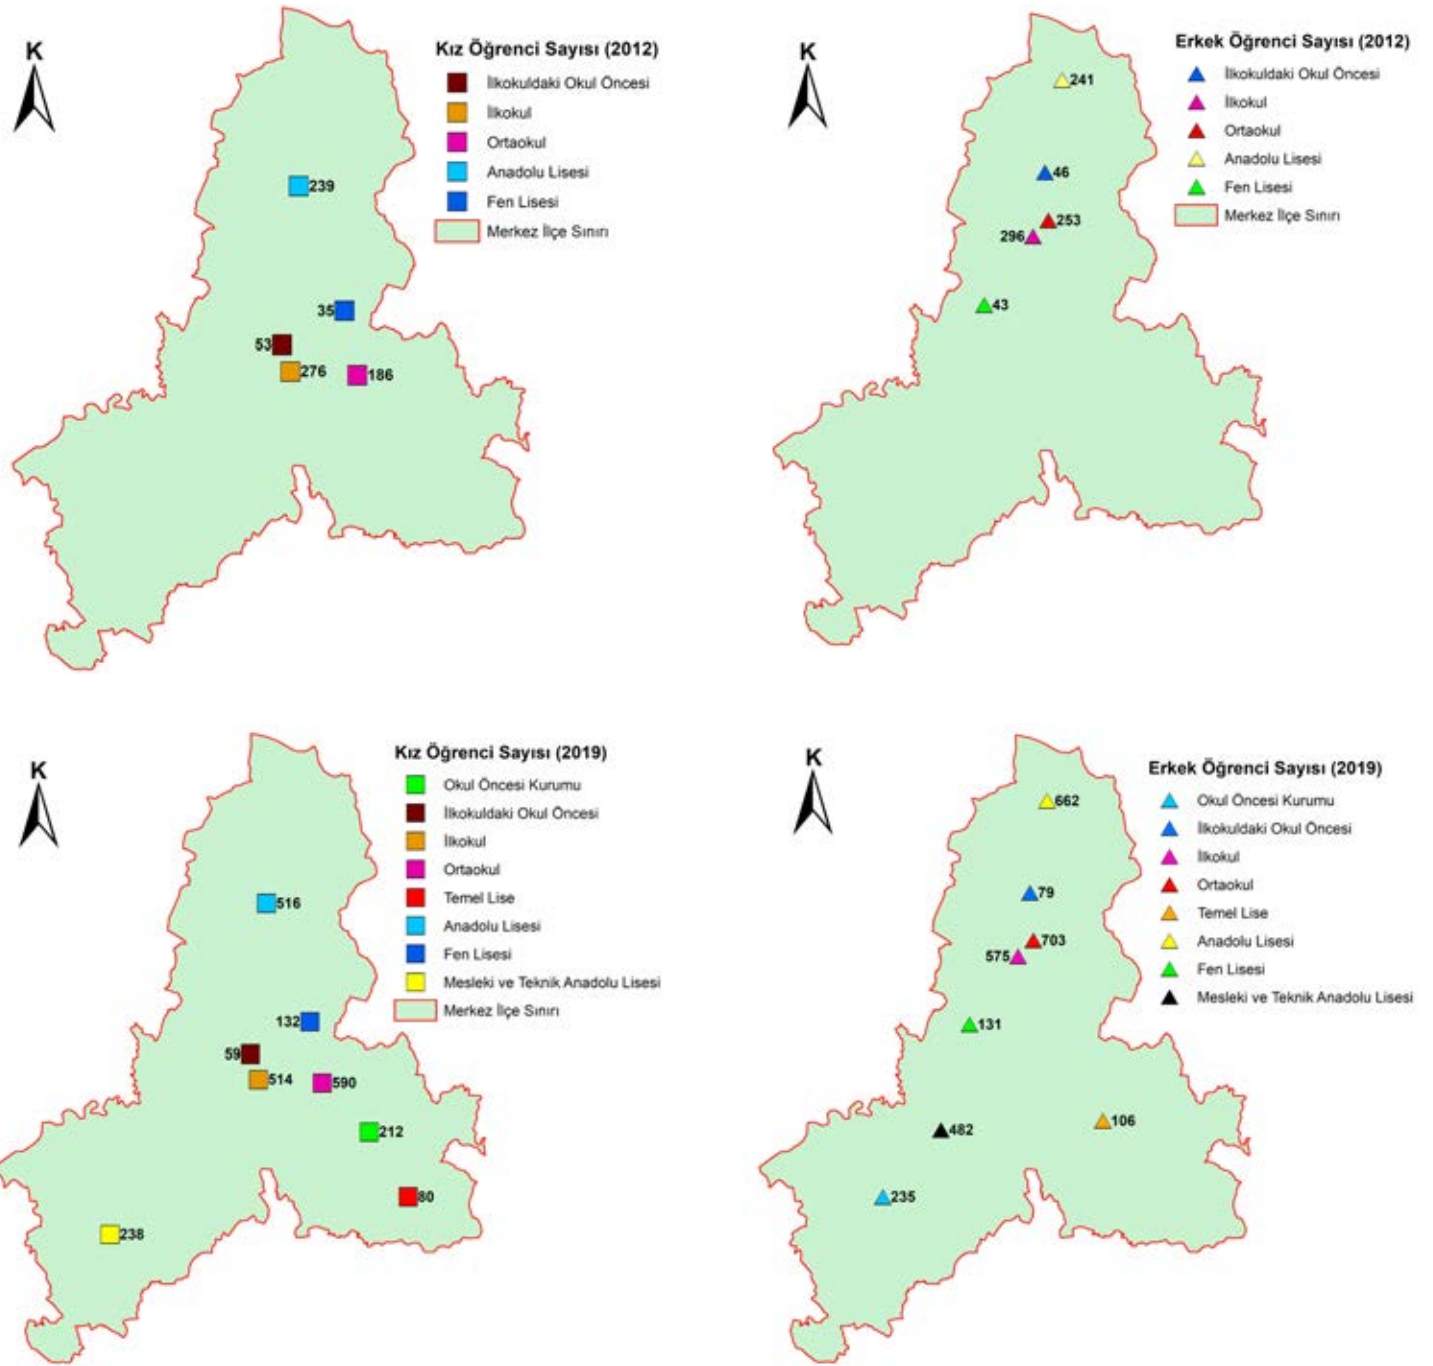 K
Kız Öğrenci Sayısı (2012)
İlkokuldaki Okul Öncesi
İlkokul
Ortaokul
Anadolu Lisesi
Fen Lisesi
Merkez İlçe Sınırı
239
35
53
276
186
K
Erkek Öğrenci Sayısı (2012)
İlkokuldaki Okul Öncesi
İlkokul
Ortaokul
Anadolu Lisesi
Fen Lisesi
Merkez İlçe Sınırı
241
46
253
296
43
K
Kız Öğrenci Sayısı (2019)
Okul Öncesi Kurumu
İlkokuldaki Okul Öncesi
İlkokul
Ortaokul
Temel Lise
Anadolu Lisesi
Fen Lisesi
Mesleki ve Teknik Anadolu Lisesi
Merkez İlçe Sınırı
516
132
59
514
590
212
80
238
K
Erkek Öğrenci Sayısı (2019)
Okul Öncesi Kurumu
İlkokuldaki Okul Öncesi
İlkokul
Ortaokul
Temel Lise
Anadolu Lisesi
Fen Lisesi
Mesleki ve Teknik Anadolu Lisesi
662
79
703
575
131
106
482
235